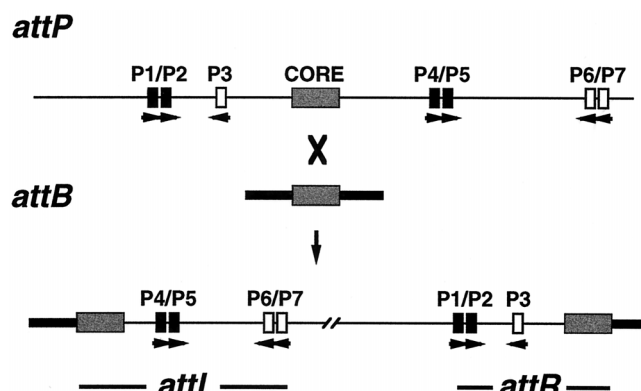 attP
P1/P2 P3 CORE P4/P5 P6/P7
X
attB
P4/P5 P6/P7 P1/P2 P3
attL attR